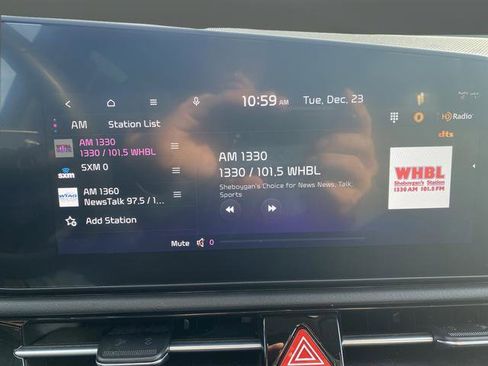 10:59 AM
Tue, Dec, 23
AM
Station List
HD Radio
dts
AM 1330
1330 / 101,5 WHBL
SXM 0
sxm
AM 1360
NewsTalk 97,5 / 1...
WTAQ
Add Station
AM 1330
1330 / 101,5 WHBL
Sheboygan's Choice for News News, Talk,
Sports
WHBL
Sheboygan's Station
1330 AM 101.5 FM
Mute 0